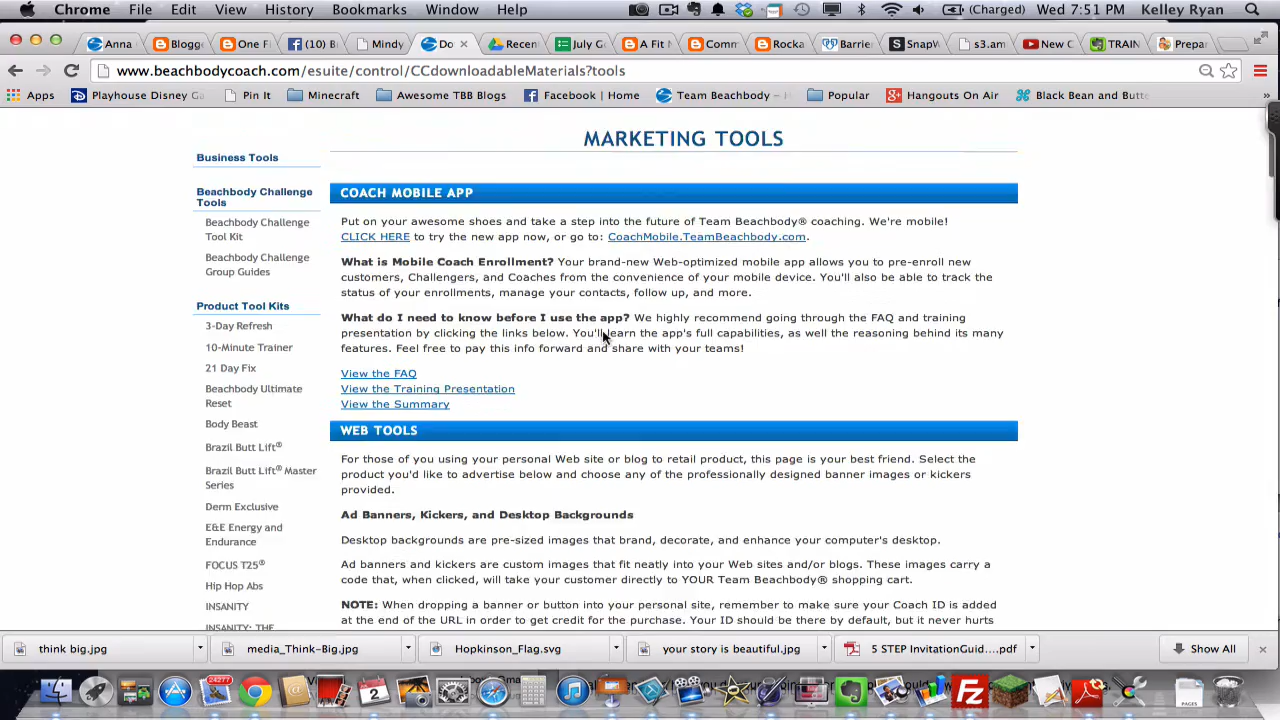 Chrome File Edit View History Bookmarks Window Help (Charged) Wed 7:51 PM Kelley Ryan
Anna Blogg One F (10) B Mind Do Recen July G A Fit N Comm Rocka Barrie SnapV s3.am New C TRAIN Prepar
www.beachbodycoach.com/esuite/control/CCdownloadableMaterials?tools
Apps Playhouse Disney Ga Pin It Minecraft Awesome TBB Blogs Facebook | Home Team Beachbody – Popular Hangouts On Air Black Bean and Butte »
MARKETING TOOLS
Business Tools
Beachbody Challenge
Tools
Beachbody Challenge
Tool Kit
Beachbody Challenge
Group Guides
Product Tool Kits
3-Day Refresh
10-Minute Trainer
21 Day Fix
Beachbody Ultimate
Reset
Body Beast
Brazil Butt Lift®
Brazil Butt Lift® Master
Series
Derm Exclusive
E&E Energy and
Endurance
FOCUS T25®
Hip Hop Abs
INSANITY
INSANITY: THE
COACH MOBILE APP
Put on your awesome shoes and take a step into the future of Team Beachbody® coaching. We're mobile!
CLICK HERE to try the new app now, or go to: CoachMobile.TeamBeachbody.com.
What is Mobile Coach Enrollment? Your brand-new Web-optimized mobile app allows you to pre-enroll new
customers, Challengers, and Coaches from the convenience of your mobile device. You'll also be able to track the
status of your enrollments, manage your contacts, follow up, and more.
What do I need to know before I use the app? We highly recommend going through the FAQ and training
presentation by clicking the links below. You'll learn the app's full capabilities, as well the reasoning behind its many
features. Feel free to pay this info forward and share with your teams!
View the FAQ
View the Training Presentation
View the Summary
WEB TOOLS
For those of you using your personal Web site or blog to retail product, this page is your best friend. Select the
product you'd like to advertise below and choose any of the professionally designed banner images or kickers
provided.
Ad Banners, Kickers, and Desktop Backgrounds
Desktop backgrounds are pre-sized images that brand, decorate, and enhance your computer's desktop.
Ad banners and kickers are custom images that fit neatly into your Web sites and/or blogs. These images carry a
code that, when clicked, will take your customer directly to YOUR Team Beachbody® shopping cart.
NOTE: When dropping a banner or button into your personal site, remember to make sure your Coach ID is added
at the end of the URL in order to get credit for the purchase. Your ID should be there by default, but it never hurts
think big.jpg media_Think-Big.jpg Hopkinson_Flag.svg your story is beautiful.jpg 5 STEP InvitationGuid....pdf Show All
24277
2
PAGES